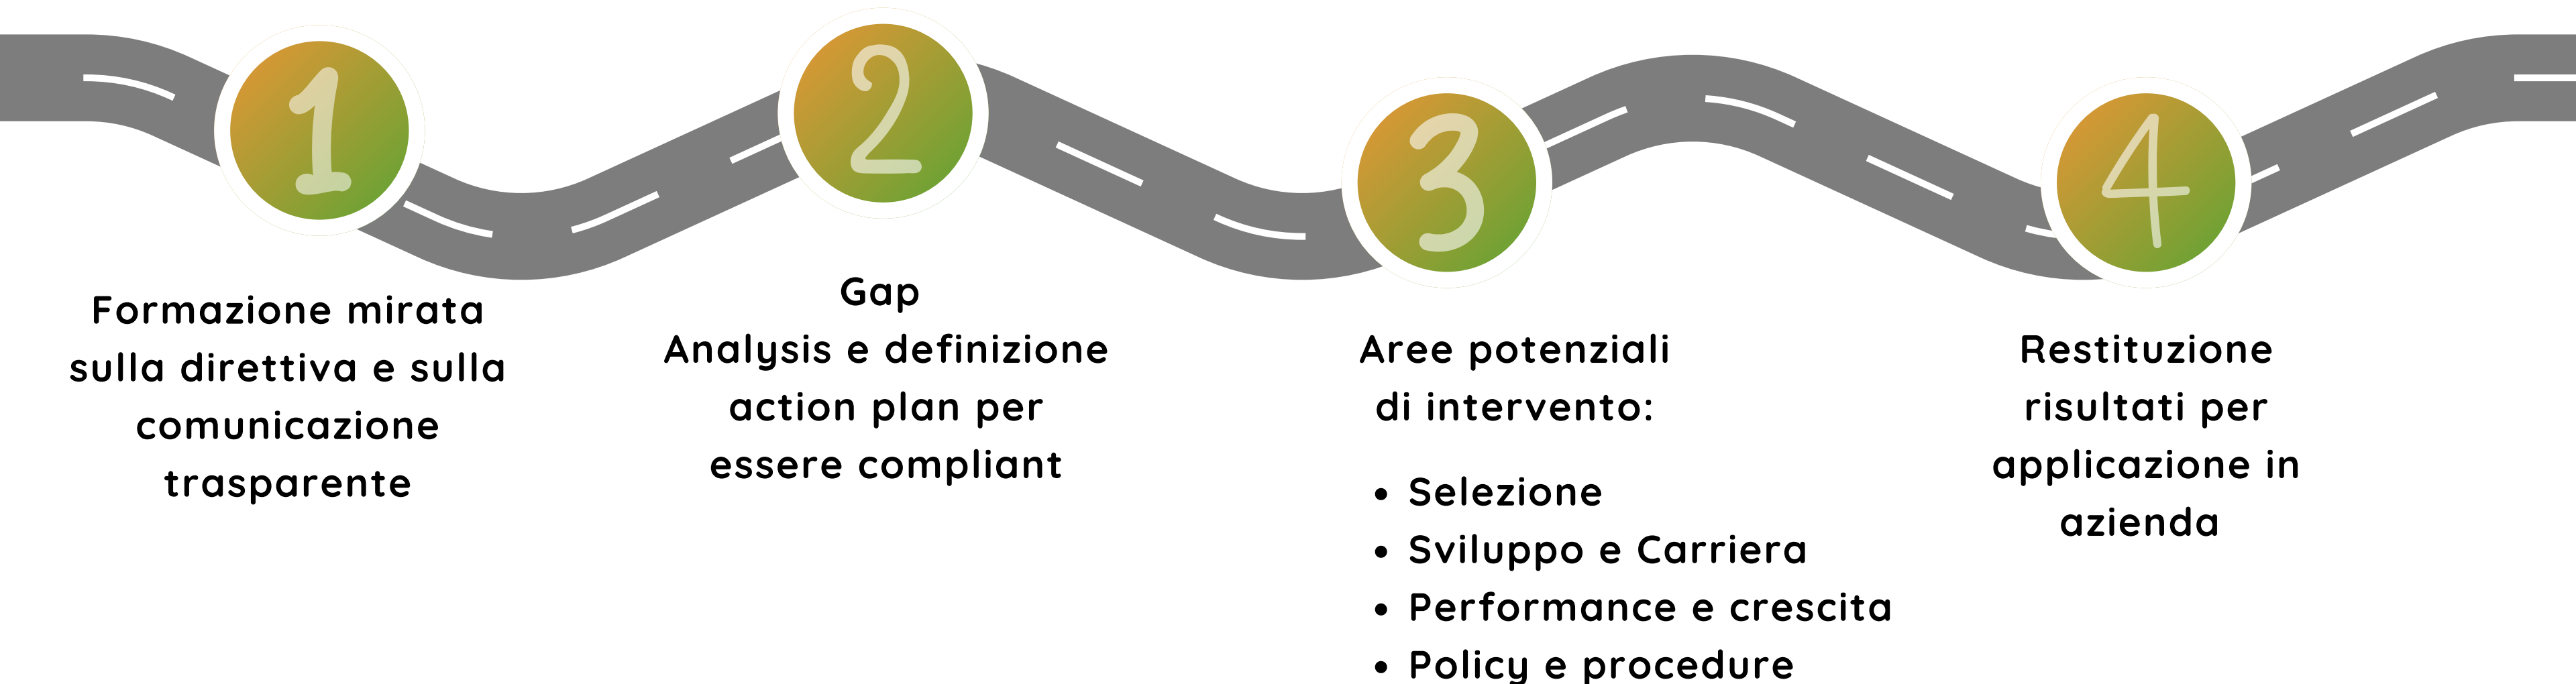 1
Formazione mirata
sulla direttiva e sulla
comunicazione
trasparente
2
Gap
Analysis e definizione
action plan per
essere compliant
3
Aree potenziali
di intervento:
• Selezione
• Sviluppo e Carriera
• Performance e crescita
• Policy e procedure
4
Restituzione
risultati per
applicazione in
azienda